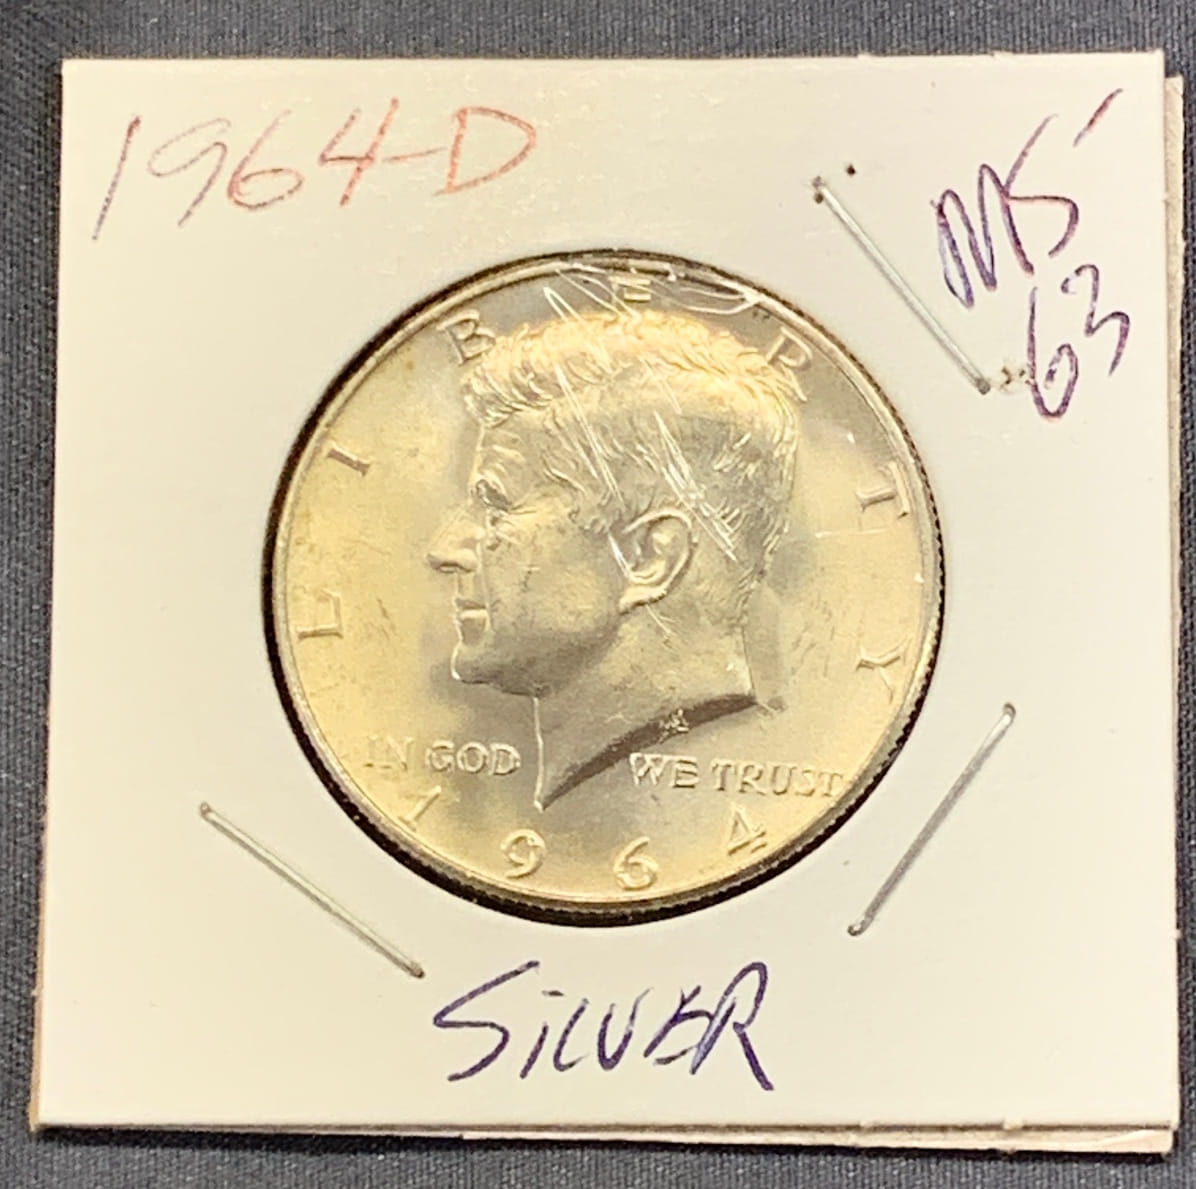 1964-D
MS
63
LIBERTY
IN GOD WE TRUST
1964
SILVER